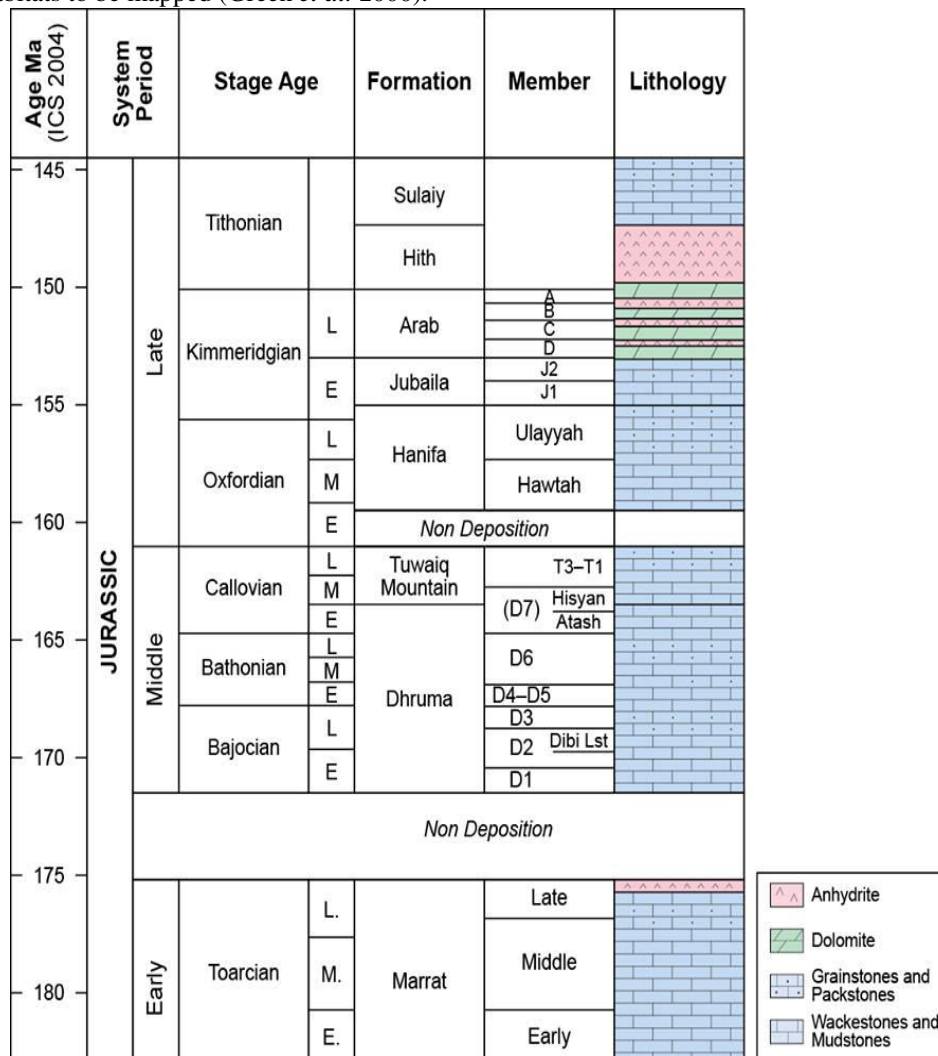 Age Ma
(ICS 2004)
System
Period
Stage Age
Formation
Member
Lithology
145
150
155
160
165
170
175
180
JURASSIC
Late
Middle
Early
Tithonian
Kimmeridgian
L
E
Oxfordian
L
M
E
Callovian
L
M
E
Bathonian
L
M
E
Bajocian
L
E
Toarcian
L.
M.
E.
Sulaiy
Hith
Arab
A
B
C
D
Jubaila
J2
J1
Hanifa
Ulayyah
Hawtah
Non Deposition
Tuwaiq
Mountain
T3–T1
(D7)
Hisyan
Atash
Dhruma
D6
D4–D5
D3
D2
Dibi Lst
D1
Non Deposition
Marrat
Late
Middle
Early
Anhydrite
Dolomite
Grainstones and
Packstones
Wackestones and
Mudstones